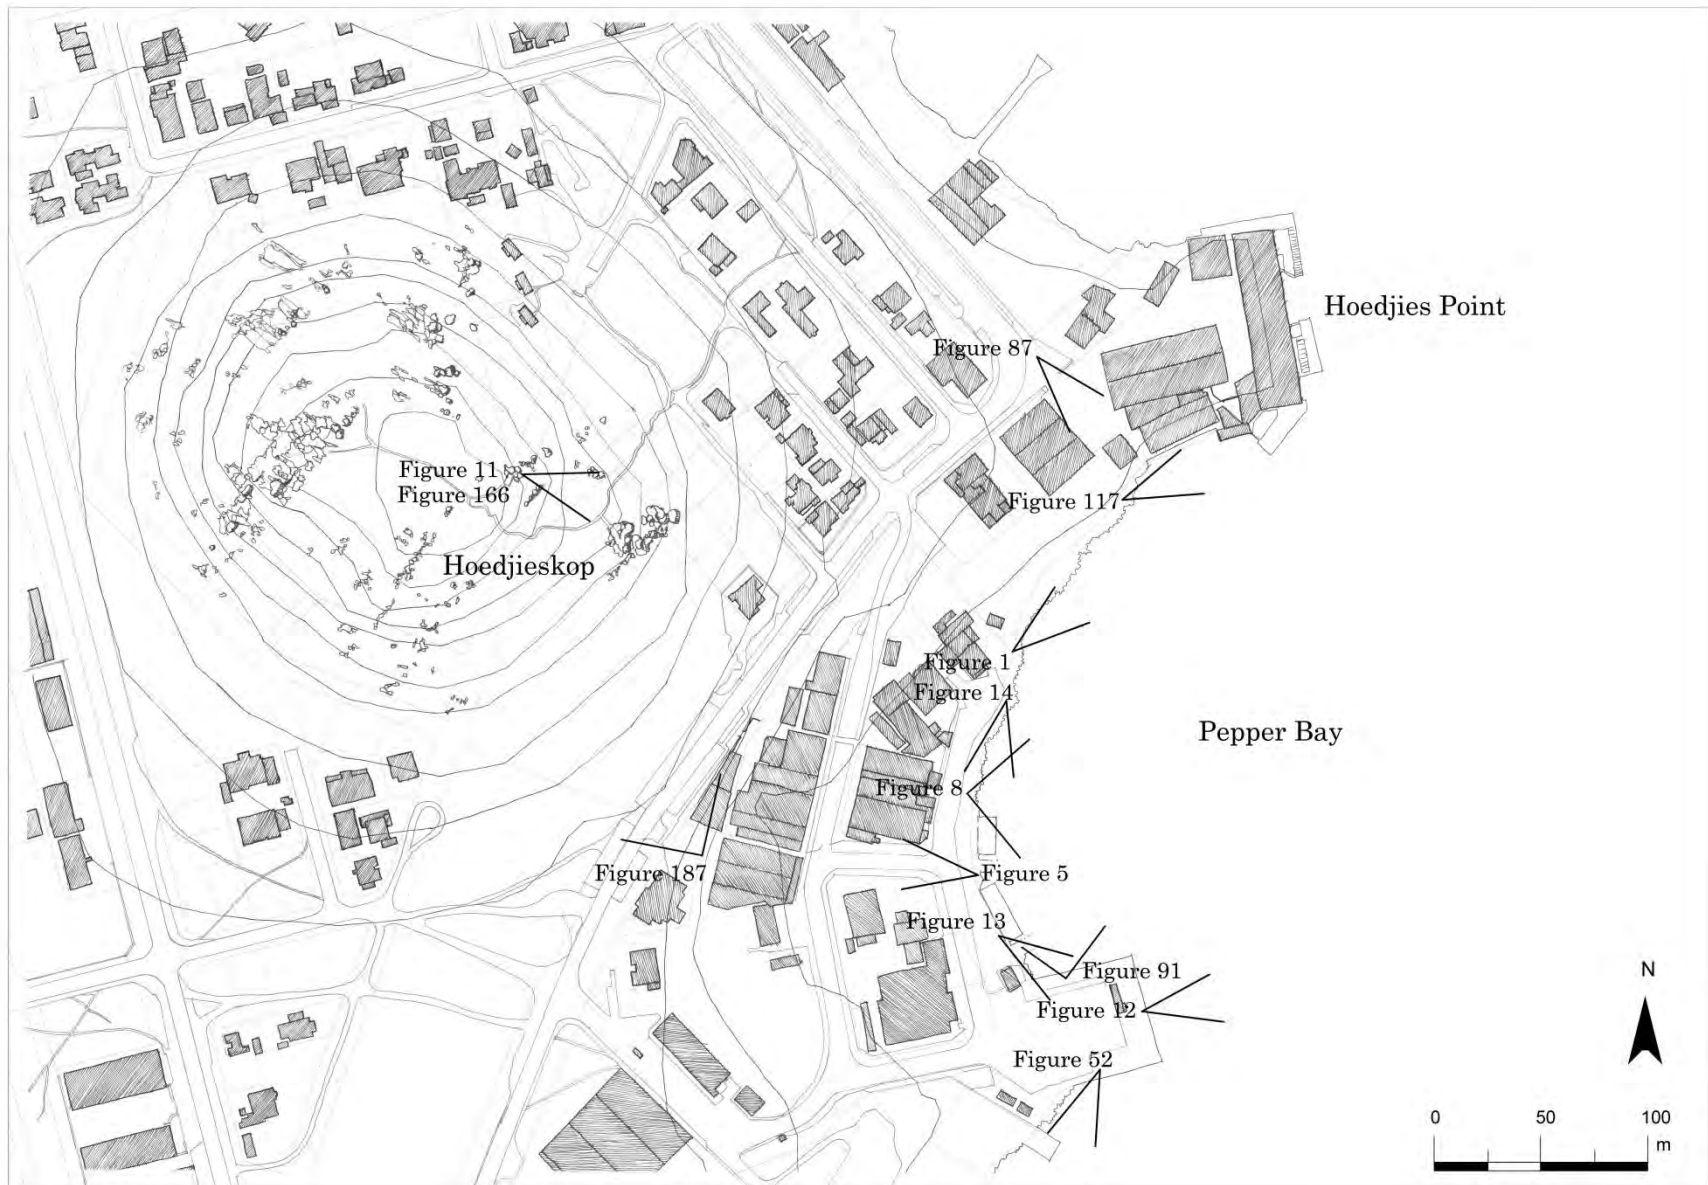 Hoedjies Point
Figure 87
Figure 11
Figure 166
Figure 117
Hoedjieskop
Figure 1
Figure 14
Pepper Bay
Figure 8
Figure 187
Figure 5
Figure 13
Figure 91
Figure 12
Figure 52
N
0 50 100
m